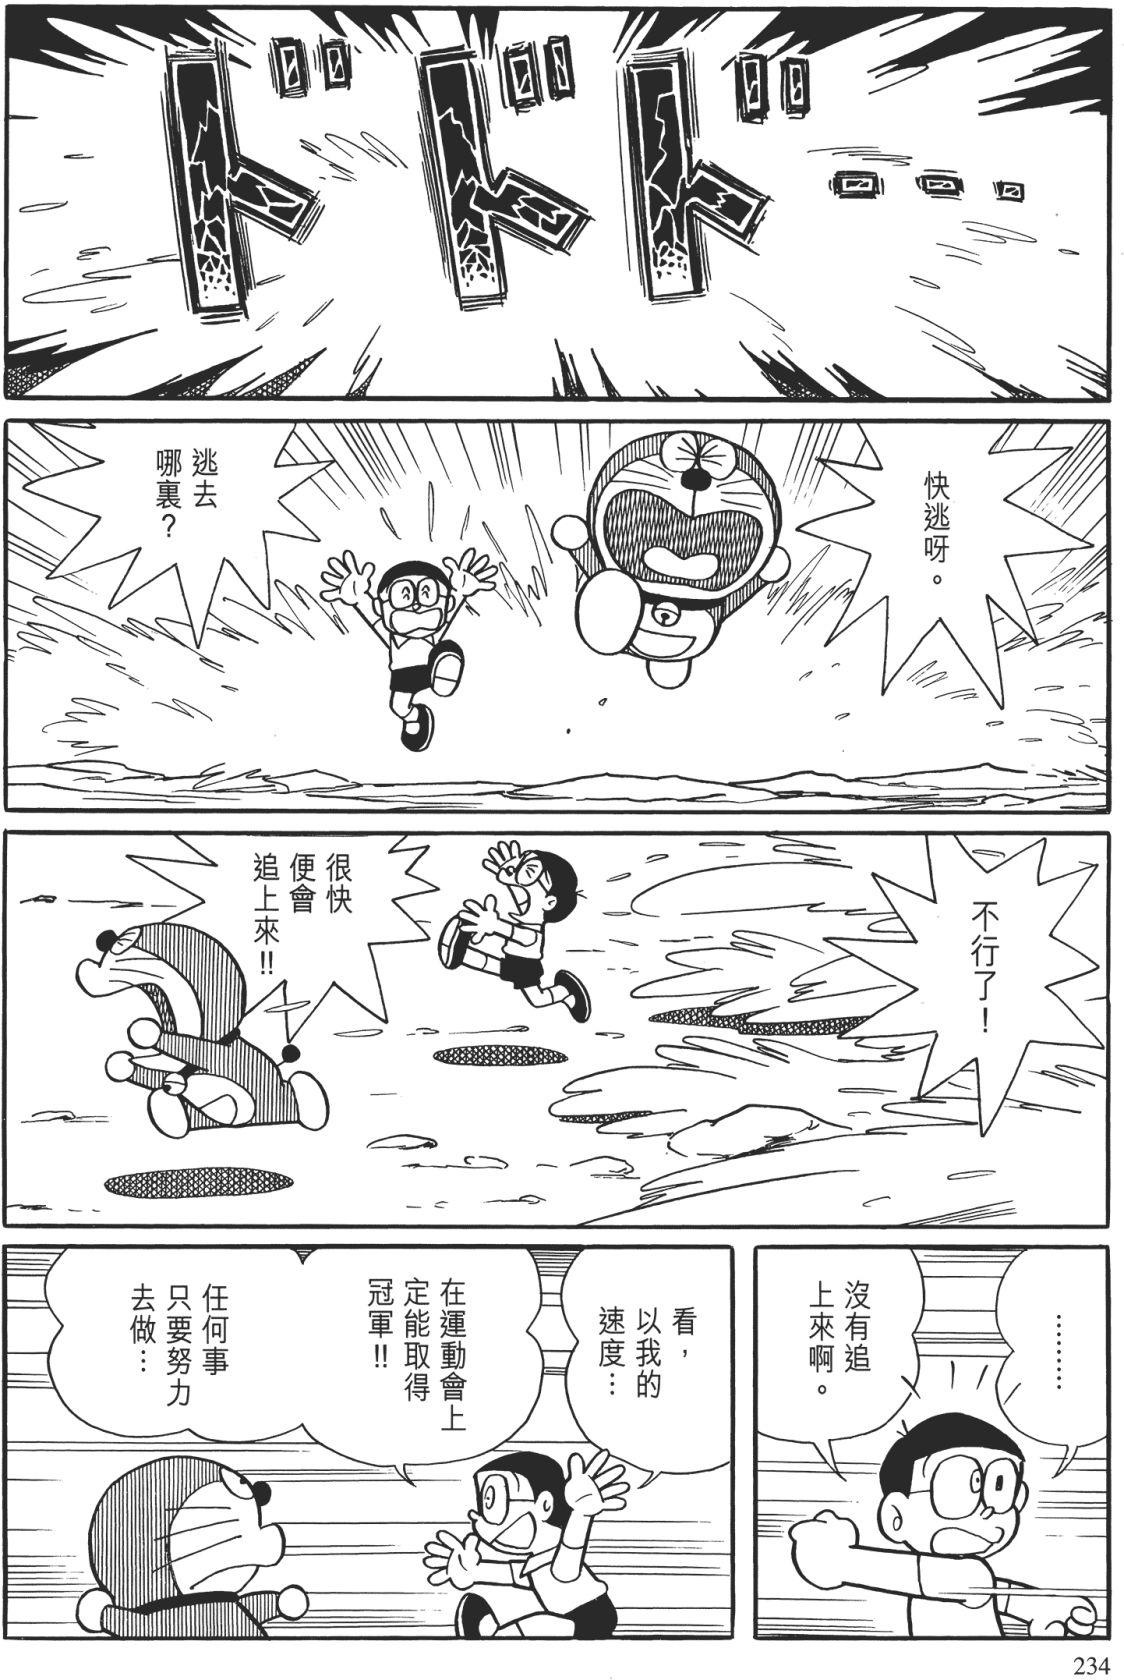 ドドド・・・
快逃呀。
逃去
哪裏？
不行了！
很快
便會
追上來!!
………
沒有追
上來啊。
看，
以我的
速度…
在運動會上
定能取得
冠軍!!
任何事
只要努力
去做…
234